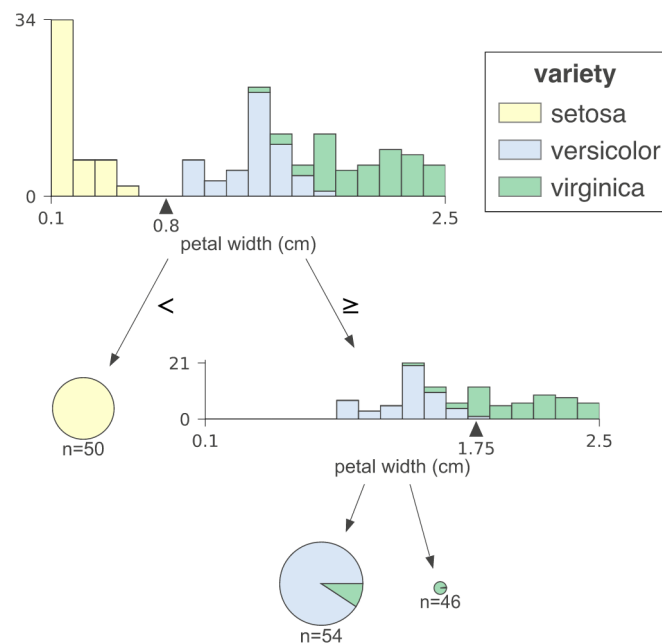 34
0
0.1
0.8
2.5
petal width (cm)
variety
setosa
versicolor
virginica
<
≥
n=50
21
0
0.1
1.75
2.5
petal width (cm)
n=54
n=46